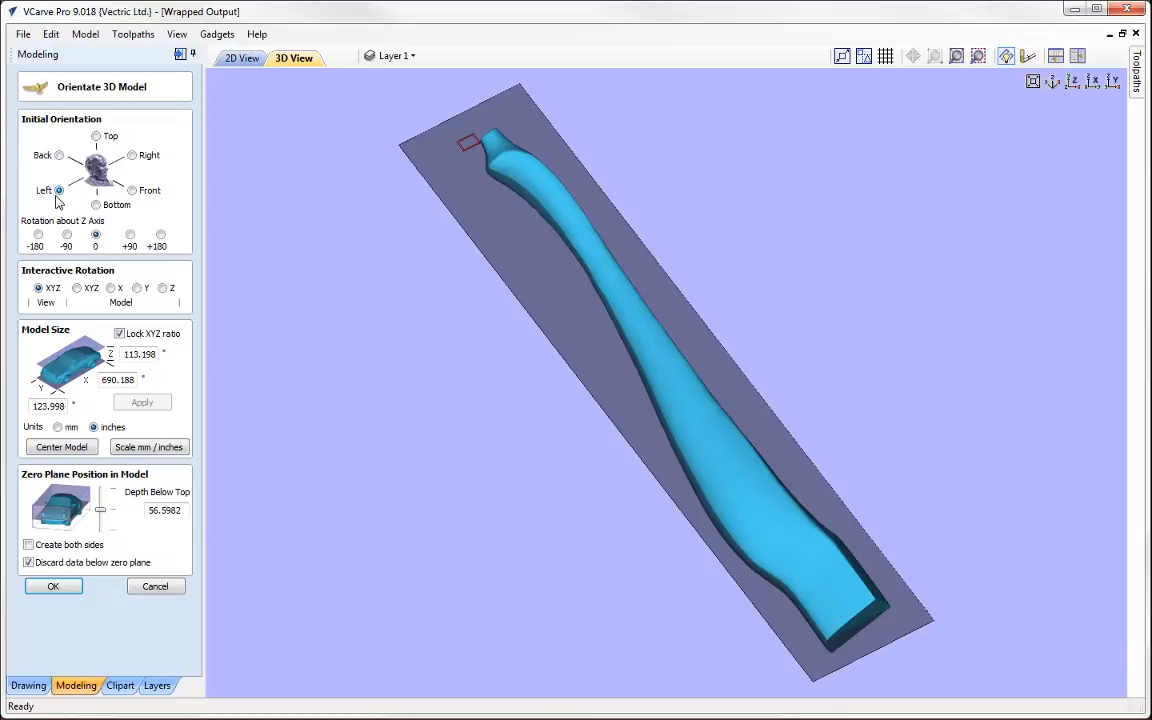 VCarve Pro 9.018 {Vectric Ltd.} - [Wrapped Output]
File Edit Model Toolpaths View Gadgets Help
Modeling
2D View 3D View Layer 1
Toolpaths
Z X Y
Orientate 3D Model
Initial Orientation
Top
Back Right
Left Front
Bottom
Rotation about Z Axis
-180 -90 0 +90 +180
Interactive Rotation
XYZ XYZ X Y Z
View Model
Model Size
Lock XYZ ratio
Z 113.198 "
X 690.188 "
Y
123.998 "
Apply
Units mm inches
Center Model Scale mm / inches
Zero Plane Position in Model
Depth Below Top
56.5982
Create both sides
Discard data below zero plane
OK Cancel
Drawing Modeling Clipart Layers
Ready